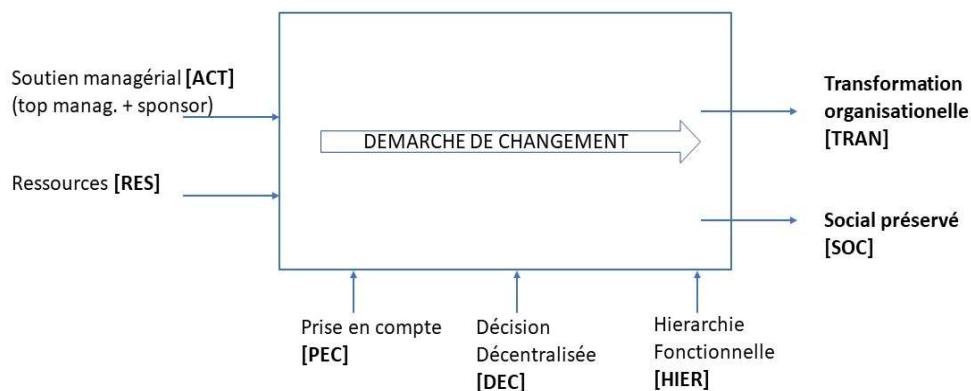 Soutien managérial [ACT]
(top manag. + sponsor)
Ressources [RES]
DEMARCHE DE CHANGEMENT
Transformation
organisationelle
[TRAN]
Social préservé
[SOC]
Prise en compte
[PEC]
Décision
Décentralisée
[DEC]
Hierarchie
Fonctionnelle
[HIER]